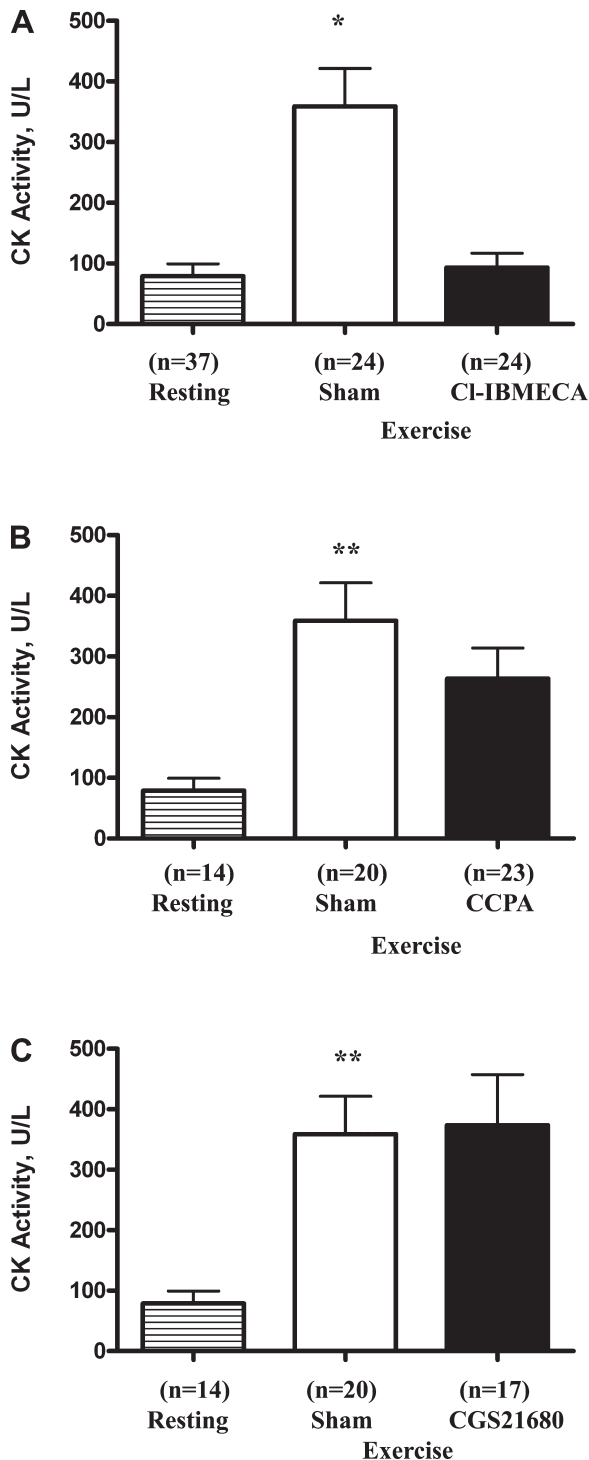 A
CK Activity, U/L
500
400
300
200
100
0
*
(n=37) (n=24) (n=24)
Resting Sham Cl-IBMECA
Exercise
B
CK Activity, U/L
500
400
300
200
100
0
**
(n=14) (n=20) (n=23)
Resting Sham CCPA
Exercise
C
CK Activity, U/L
500
400
300
200
100
0
**
(n=14) (n=20) (n=17)
Resting Sham CGS21680
Exercise